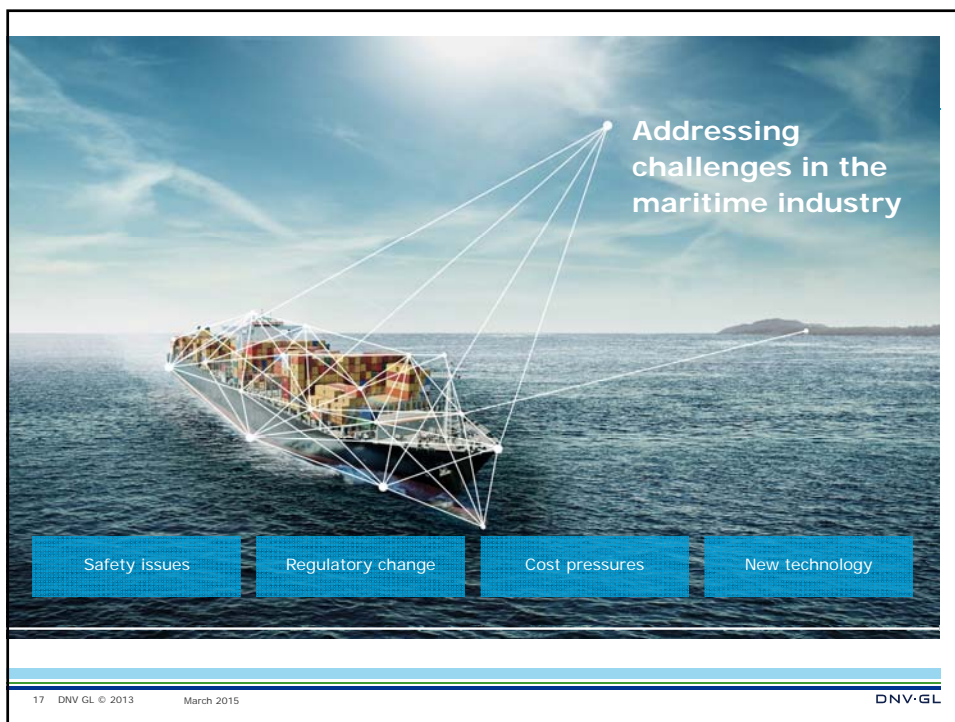 Addressing
challenges in the
maritime industry
Safety issues
Regulatory change
Cost pressures
New technology
17 DNV GL © 2013 March 2015
DNV·GL